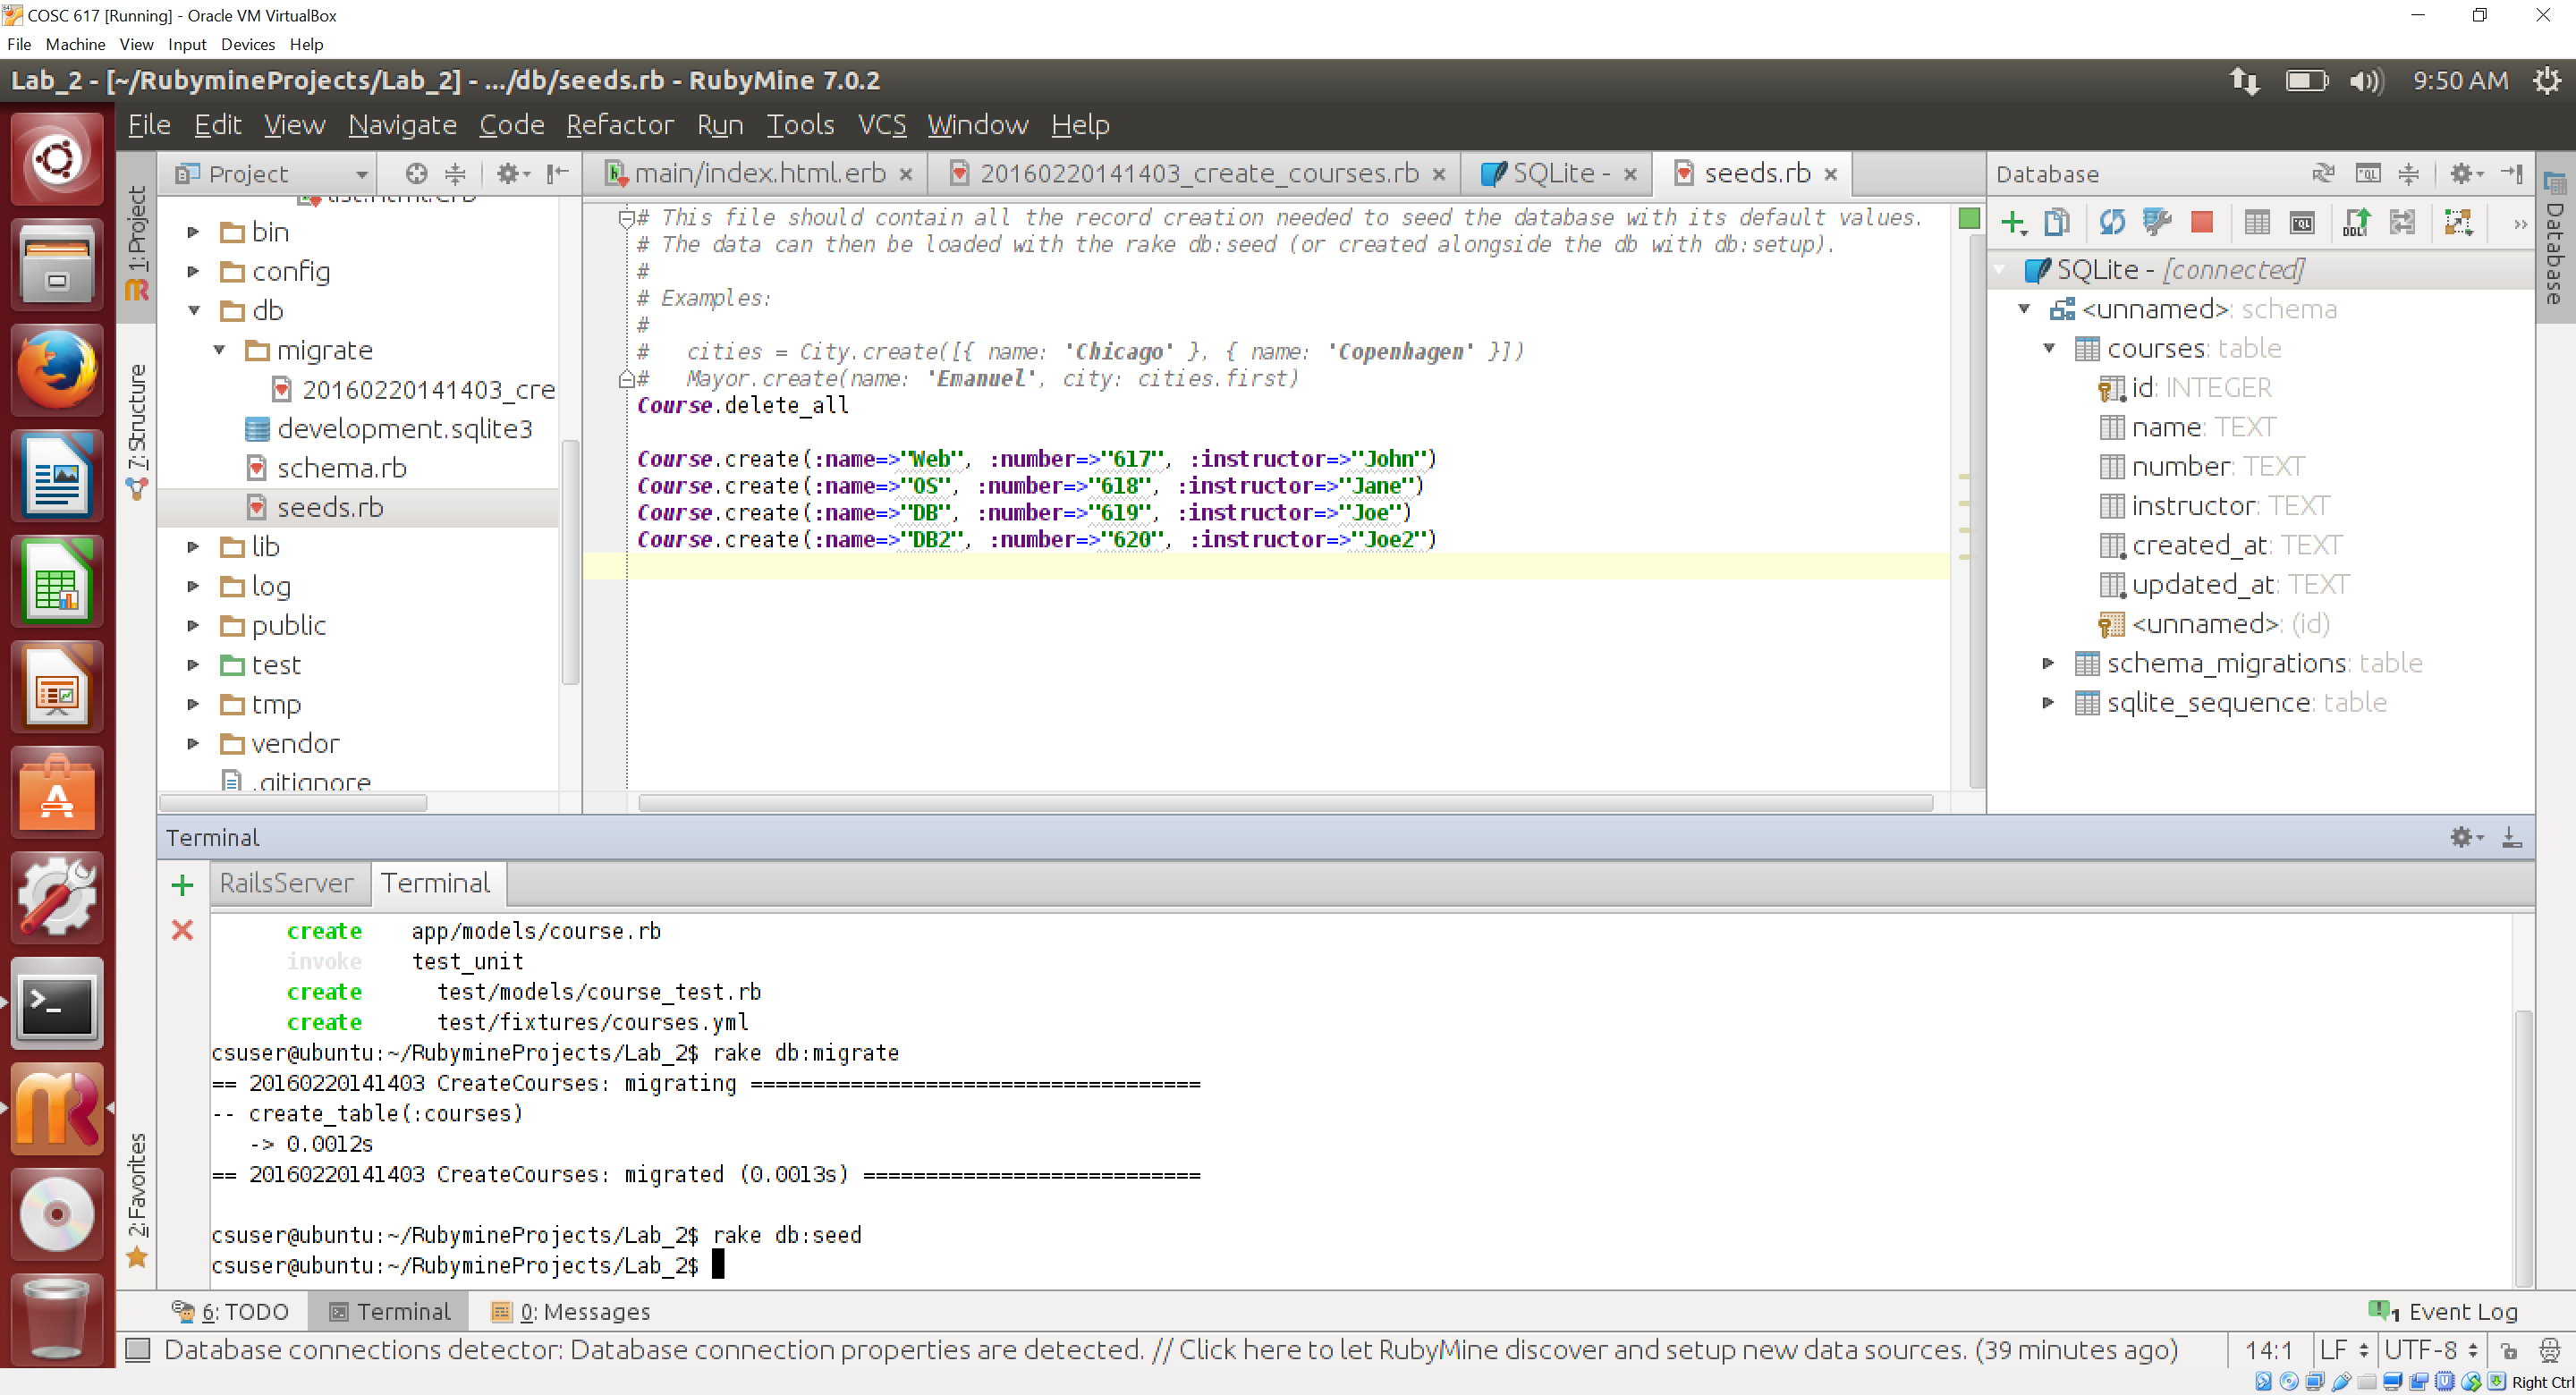 COSC 617 [Running] - Oracle VM VirtualBox
File Machine View Input Devices Help
Lab_2 - [~/RubymineProjects/Lab_2] - .../db/seeds.rb - RubyMine 7.0.2
9:50 AM
File Edit View Navigate Code Refactor Run Tools VCS Window Help
1: Project
7: Structure
2: Favorites
Project
bin
config
db
migrate
20160220141403_cre
development.sqlite3
schema.rb
seeds.rb
lib
log
public
test
tmp
vendor
.gitignore
main/index.html.erb
20160220141403_create_courses.rb
SQLite -
seeds.rb
# This file should contain all the record creation needed to seed the database with its default values.
# The data can then be loaded with the rake db:seed (or created alongside the db with db:setup).
#
# Examples:
#
#   cities = City.create([{ name: 'Chicago' }, { name: 'Copenhagen' }])
#   Mayor.create(name: 'Emanuel', city: cities.first)
Course.delete_all
Course.create(:name=>"Web", :number=>"617", :instructor=>"John")
Course.create(:name=>"OS", :number=>"618", :instructor=>"Jane")
Course.create(:name=>"DB", :number=>"619", :instructor=>"Joe")
Course.create(:name=>"DB2", :number=>"620", :instructor=>"Joe2")
Database
Database
SQLite - [connected]
<unnamed>: schema
courses: table
id: INTEGER
name: TEXT
number: TEXT
instructor: TEXT
created_at: TEXT
updated_at: TEXT
<unnamed>: (id)
schema_migrations: table
sqlite_sequence: table
Terminal
RailsServer
Terminal
create    app/models/course.rb
invoke    test_unit
create      test/models/course_test.rb
create      test/fixtures/courses.yml
csuser@ubuntu:~/RubymineProjects/Lab_2$ rake db:migrate
== 20160220141403 CreateCourses: migrating ====================================
-- create_table(:courses)
   -> 0.0012s
== 20160220141403 CreateCourses: migrated (0.0013s) ===========================
csuser@ubuntu:~/RubymineProjects/Lab_2$ rake db:seed
csuser@ubuntu:~/RubymineProjects/Lab_2$
6: TODO
Terminal
0: Messages
1 Event Log
Database connections detector: Database connection properties are detected. // Click here to let RubyMine discover and setup new data sources. (39 minutes ago)
14:1
LF
UTF-8
Right Ctrl